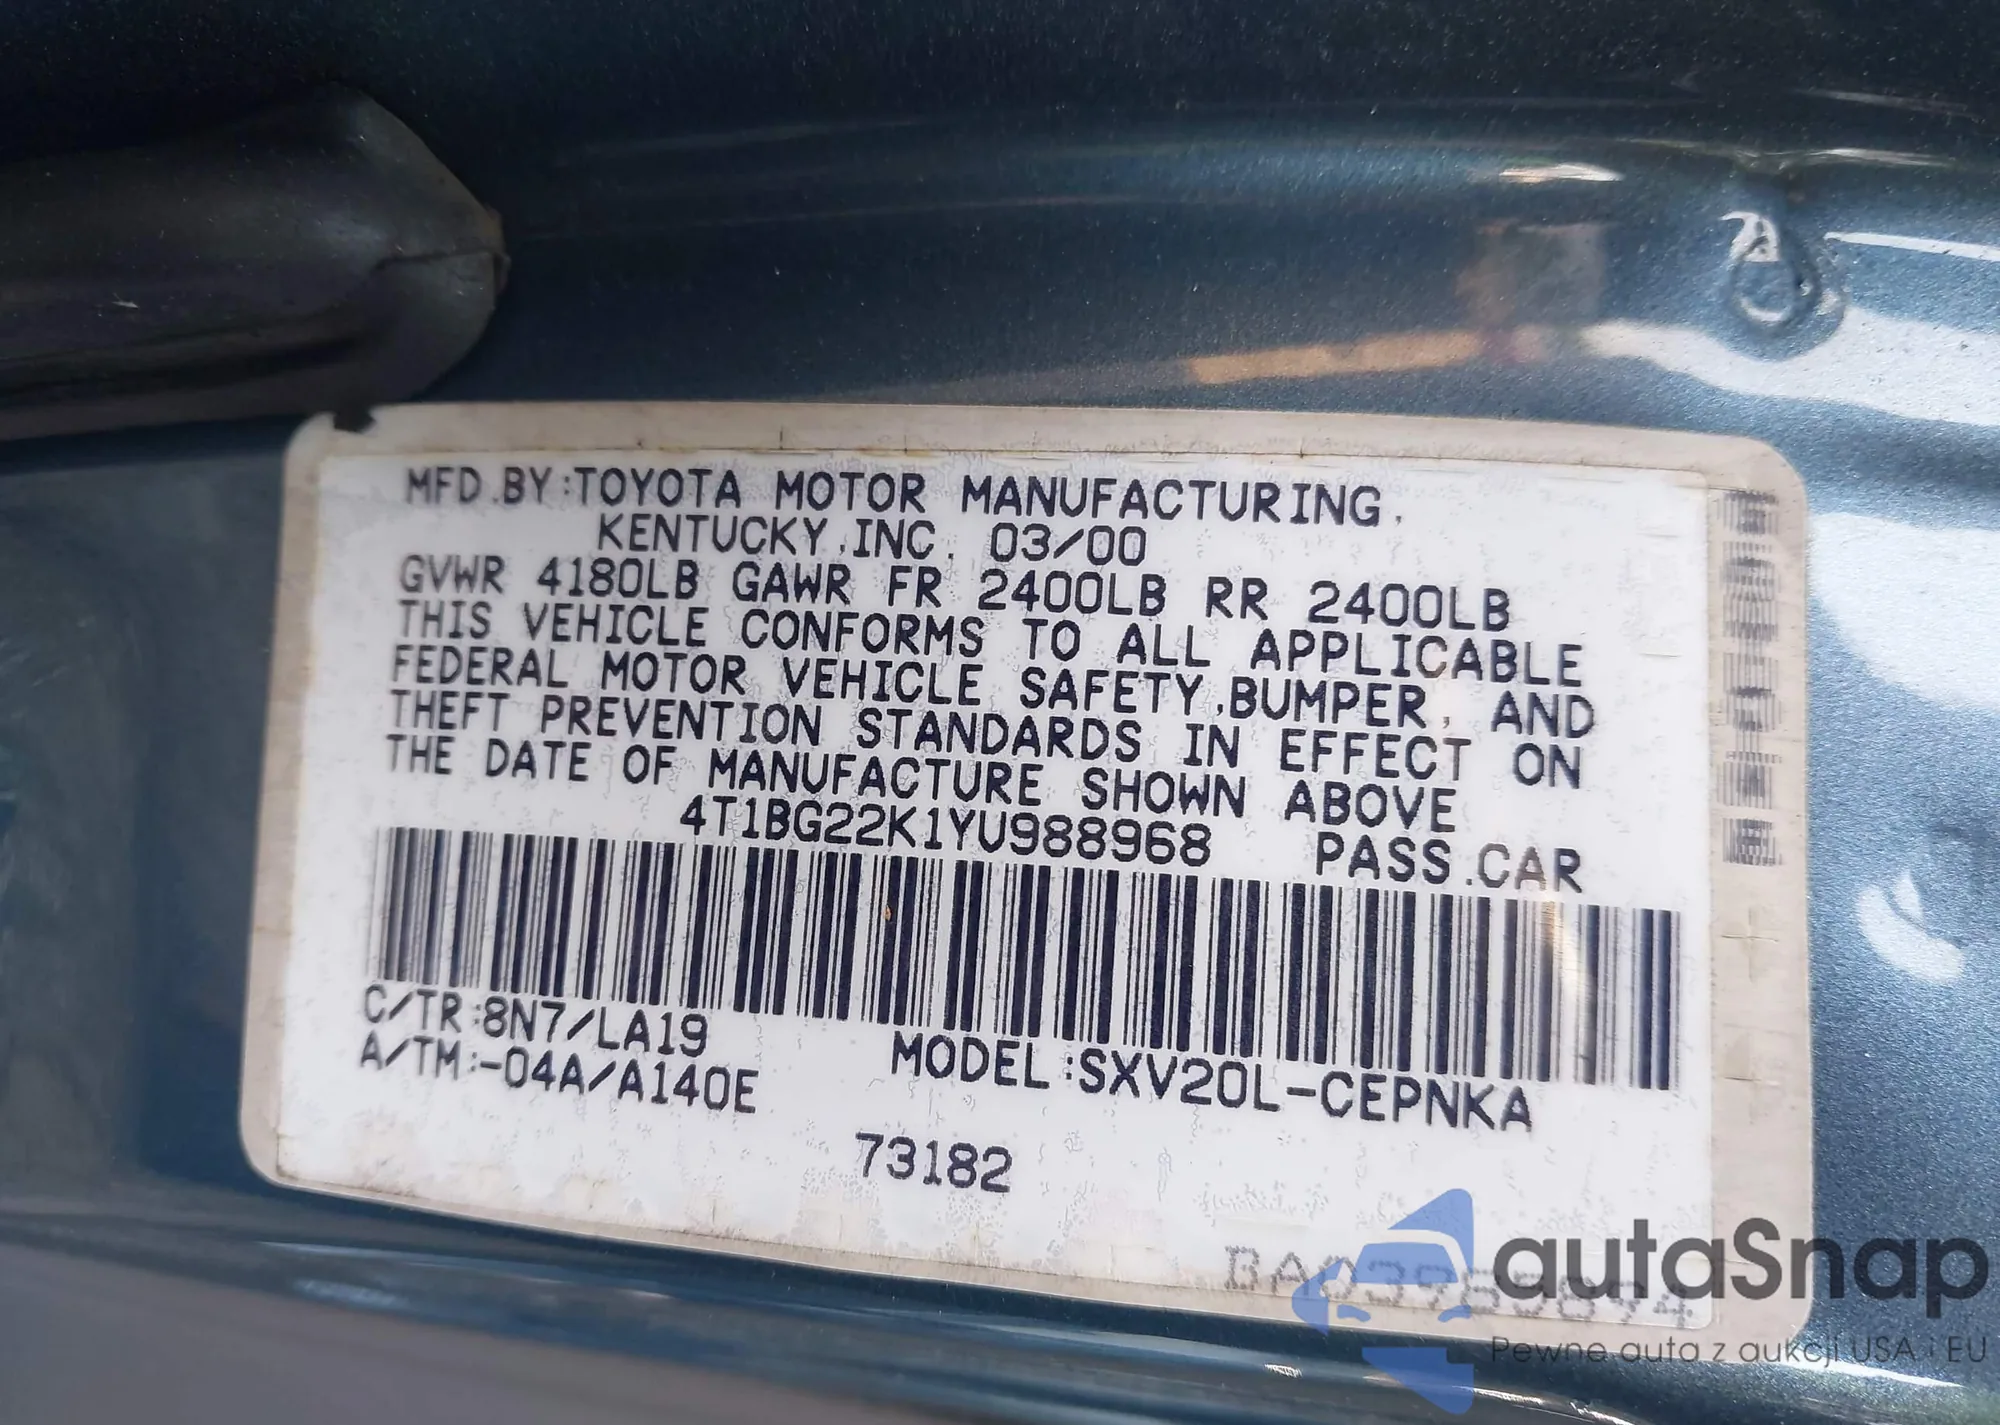 MFD.BY:TOYOTA MOTOR MANUFACTURING,
KENTUCKY,INC. 03/00
GVWR 4180LB GAWR FR 2400LB RR 2400LB
THIS VEHICLE CONFORMS TO ALL APPLICABLE
FEDERAL MOTOR VEHICLE SAFETY,BUMPER, AND
THEFT PREVENTION STANDARDS IN EFFECT ON
THE DATE OF MANUFACTURE SHOWN ABOVE
4T1BG22K1YU988968 PASS.CAR
C/TR:8N7/LA19
A/TM:-04A/A140E
MODEL:SXV20L-CEPNKA
73182
autaSnap
Pewne auta z aukcji USA i EU